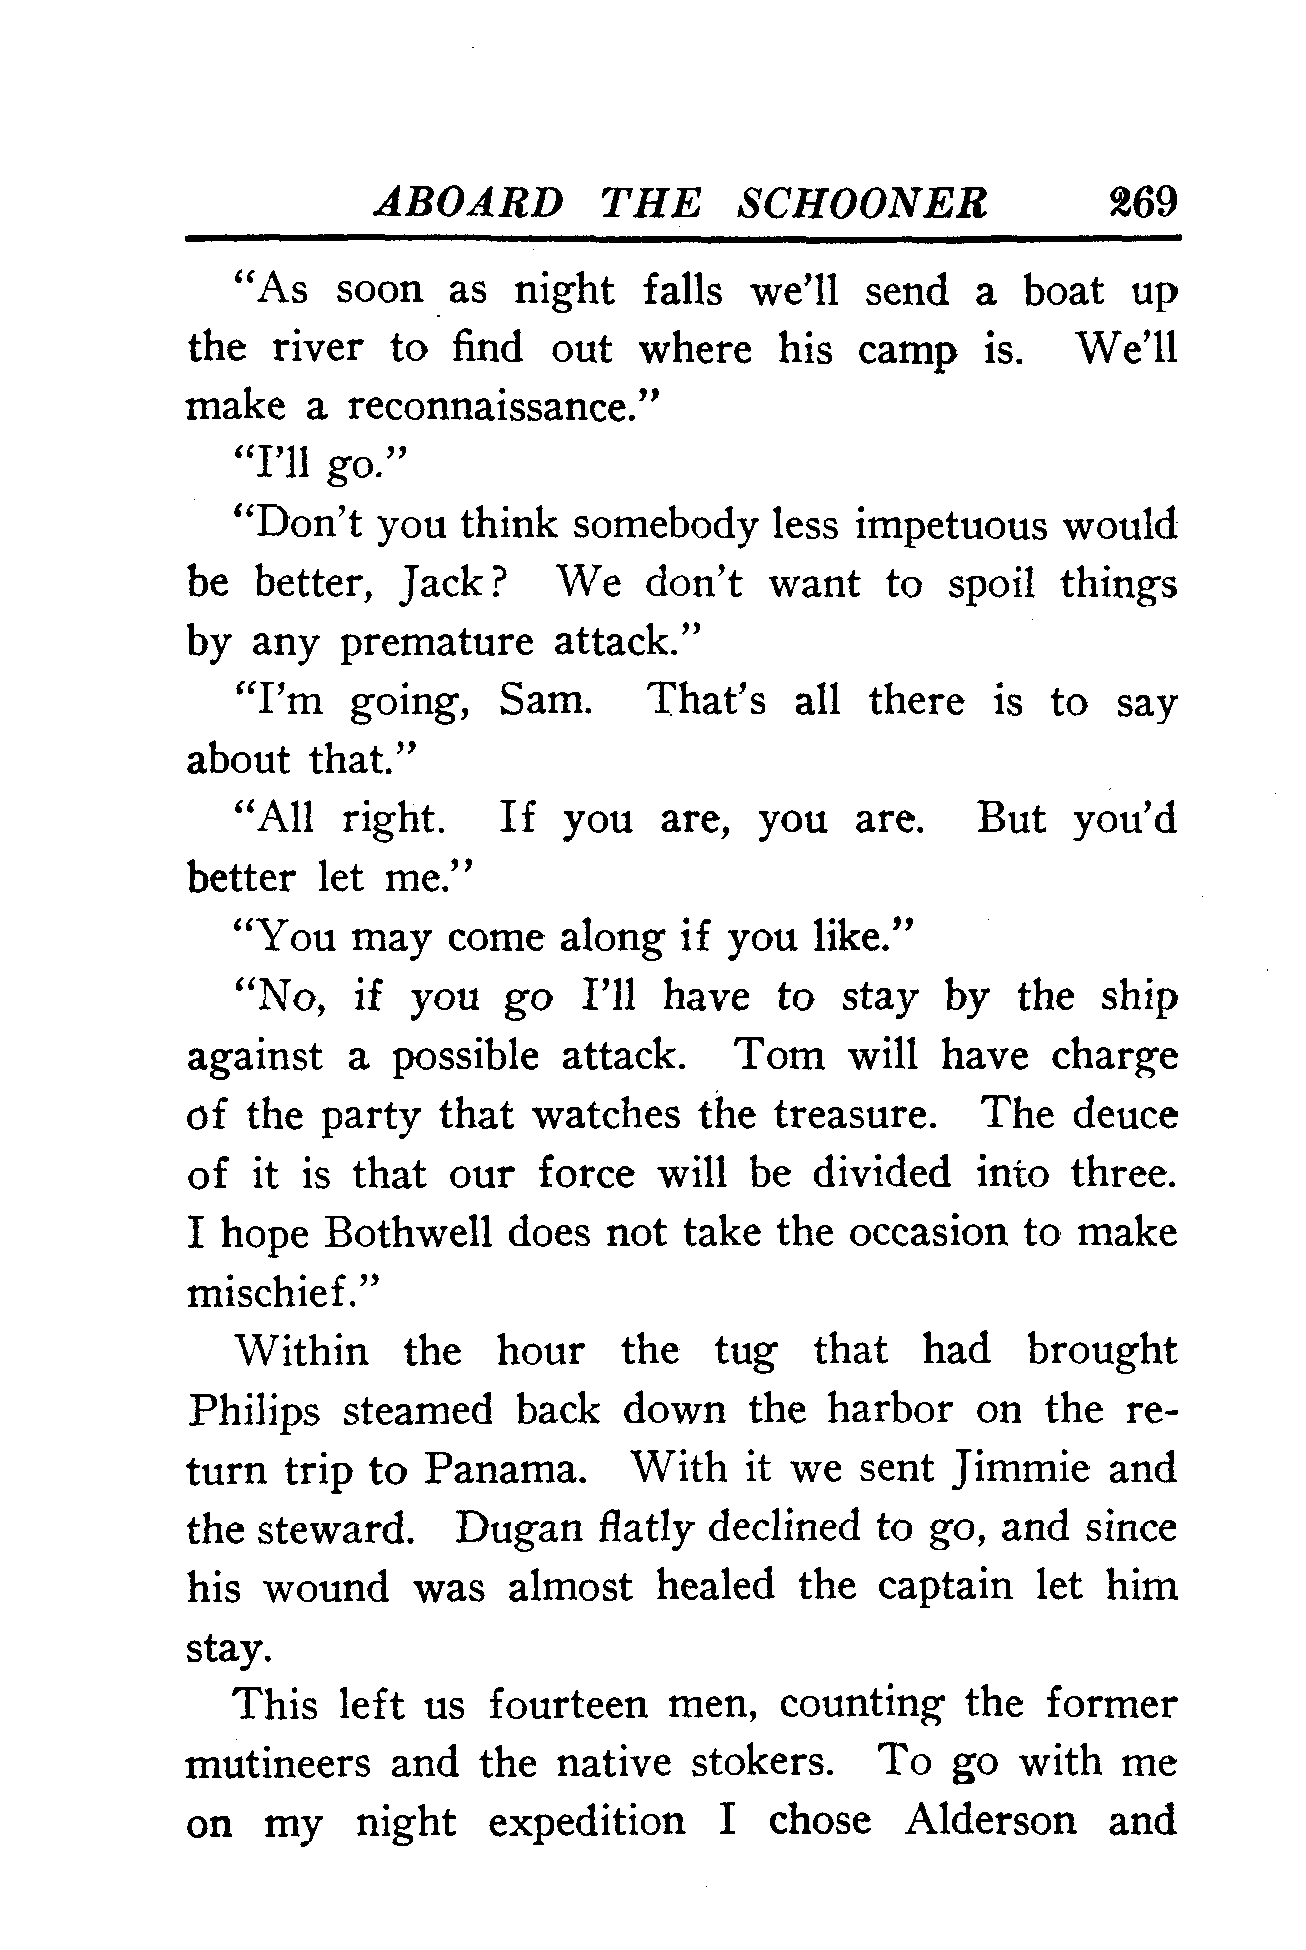 ABOARD THE SCHOONER 269
“As soon as night falls we’ll send a boat up
the river to find out where his camp is. We’ll
make a reconnaissance.”
“I’ll go.”
“Don’t you think somebody less impetuous would
be better, Jack? We don’t want to spoil things
by any premature attack.”
“I’m going, Sam. That’s all there is to say
about that.”
“All right. If you are, you are. But you’d
better let me.”
“You may come along if you like.”
“No, if you go I’ll have to stay by the ship
against a possible attack. Tom will have charge
of the party that watches the treasure. The deuce
of it is that our force will be divided into three.
I hope Bothwell does not take the occasion to make
mischief.”
Within the hour the tug that had brought
Philips steamed back down the harbor on the re-
turn trip to Panama. With it we sent Jimmie and
the steward. Dugan flatly declined to go, and since
his wound was almost healed the captain let him
stay.
This left us fourteen men, counting the former
mutineers and the native stokers. To go with me
on my night expedition I chose Alderson and